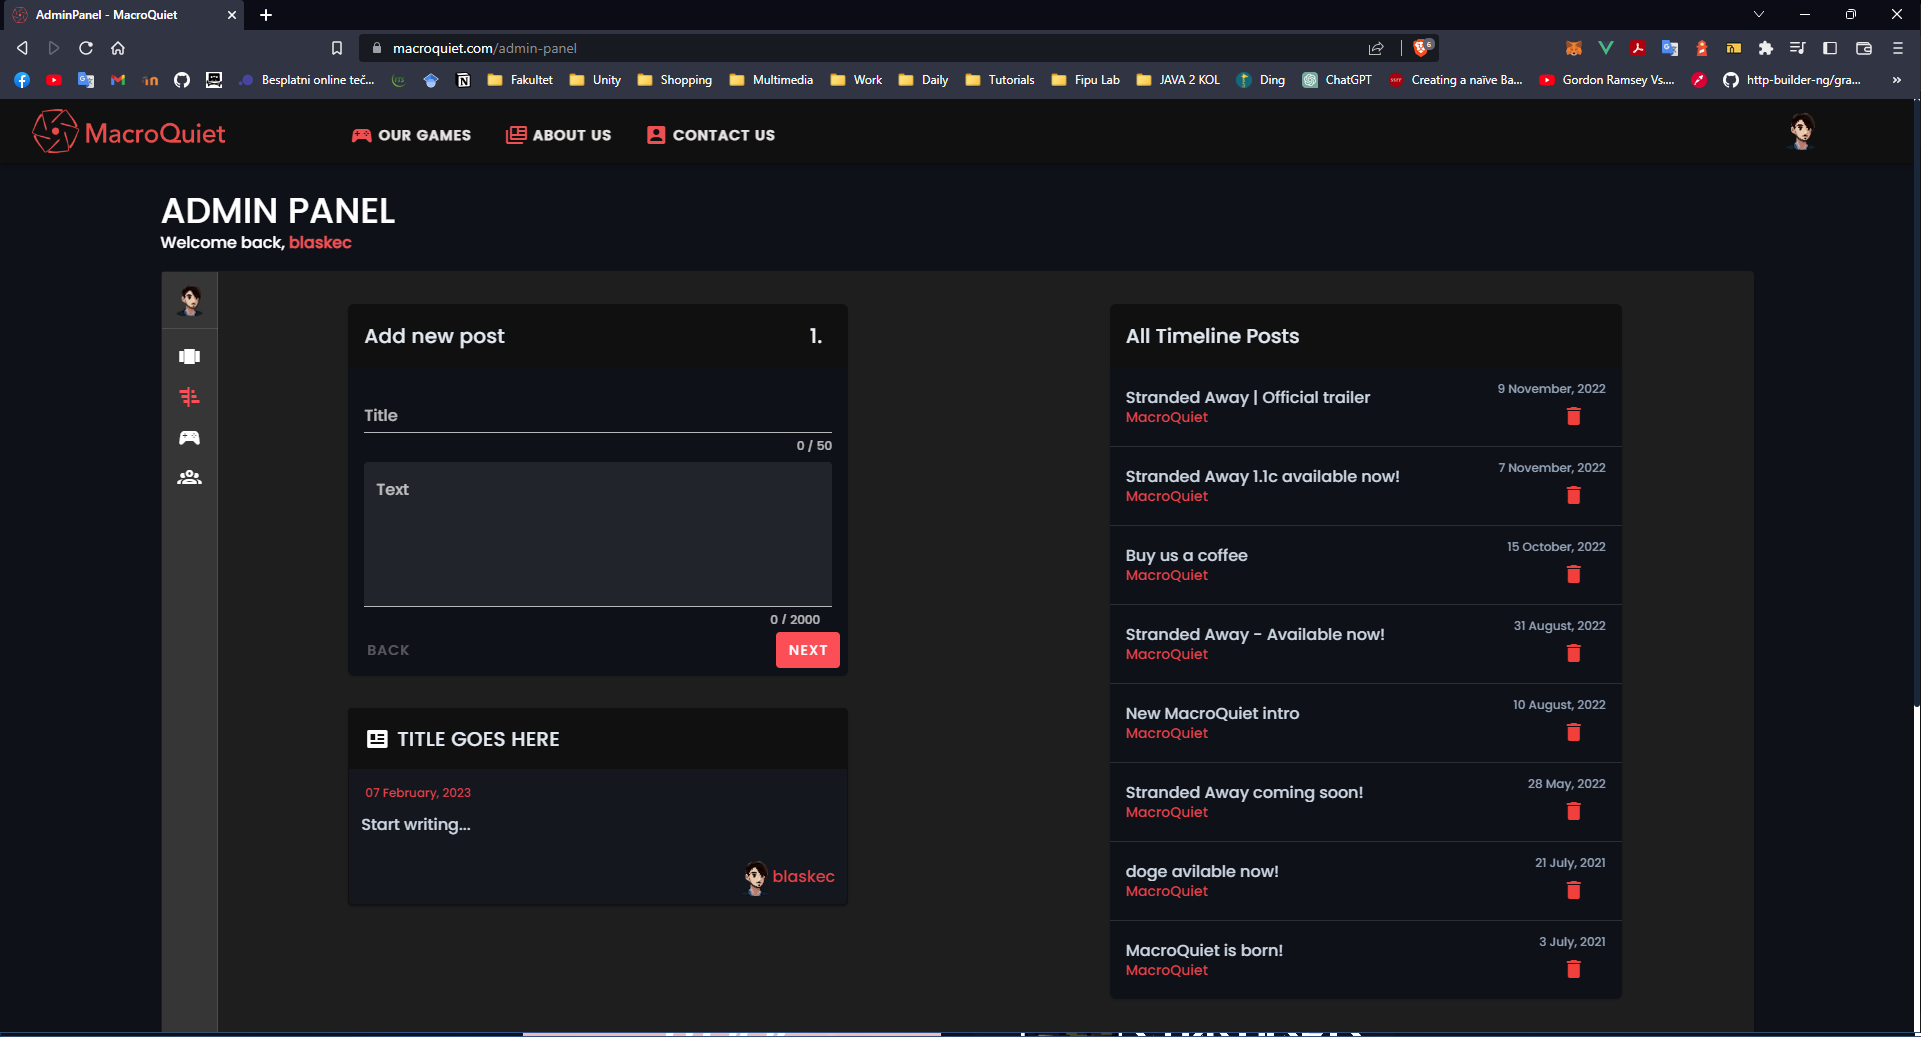 AdminPanel - MacroQuiet
macroquiet.com/admin-panel
6
Besplatni online teč...
Fakultet
Unity
Shopping
Multimedia
Work
Daily
Tutorials
Fipu Lab
JAVA 2 KOL
Ding
ChatGPT
Creating a naïve Ba...
Gordon Ramsey Vs....
http-builder-ng/gra...
MacroQuiet
OUR GAMES
ABOUT US
CONTACT US
ADMIN PANEL
Welcome back, blaskec
Add new post
1.
Title
0 / 50
Text
0 / 2000
BACK
NEXT
TITLE GOES HERE
07 February, 2023
Start writing...
blaskec
All Timeline Posts
Stranded Away | Official trailer
9 November, 2022
MacroQuiet
Stranded Away 1.1c available now!
7 November, 2022
MacroQuiet
Buy us a coffee
15 October, 2022
MacroQuiet
Stranded Away - Available now!
31 August, 2022
MacroQuiet
New MacroQuiet intro
10 August, 2022
MacroQuiet
Stranded Away coming soon!
28 May, 2022
MacroQuiet
doge avilable now!
21 July, 2021
MacroQuiet
MacroQuiet is born!
3 July, 2021
MacroQuiet